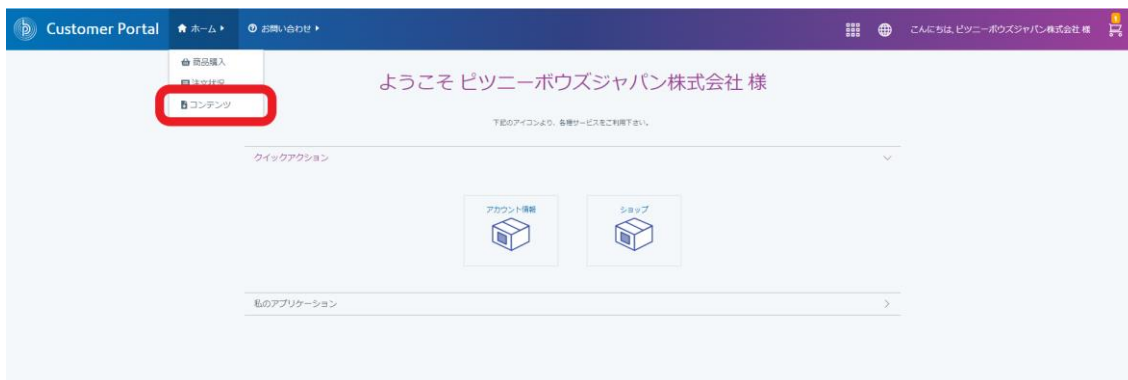 Customer Portal ホーム お問い合わせ こんにちは, ピツニーボウズジャパン株式会社 様 1
商品購入
注文状況
コンテンツ
ようこそ ピツニーボウズジャパン株式会社 様
下記のアイコンより、各種サービスをご利用下さい。
クイックアクション
アカウント情報 ショップ
私のアプリケーション